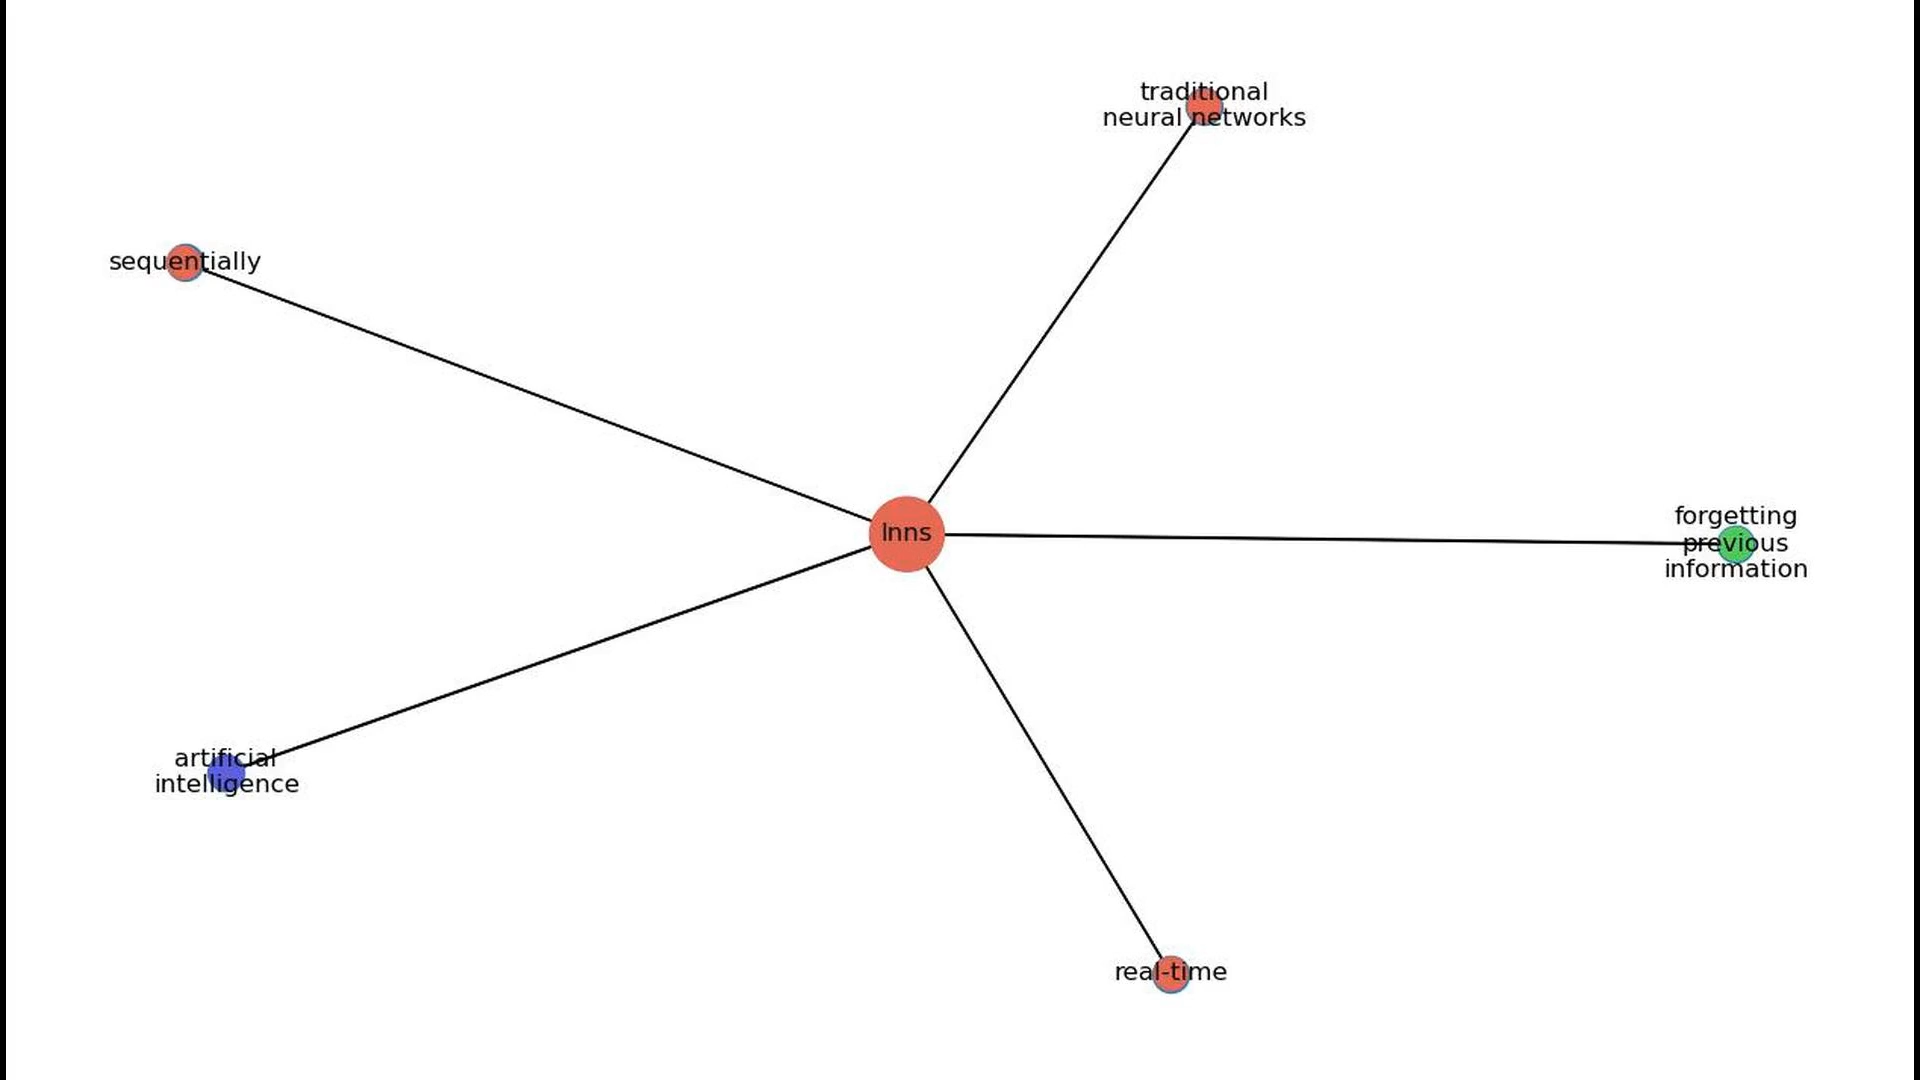 traditional
neural networks
sequentially
lnns
forgetting
previous
information
artificial
intelligence
real-time